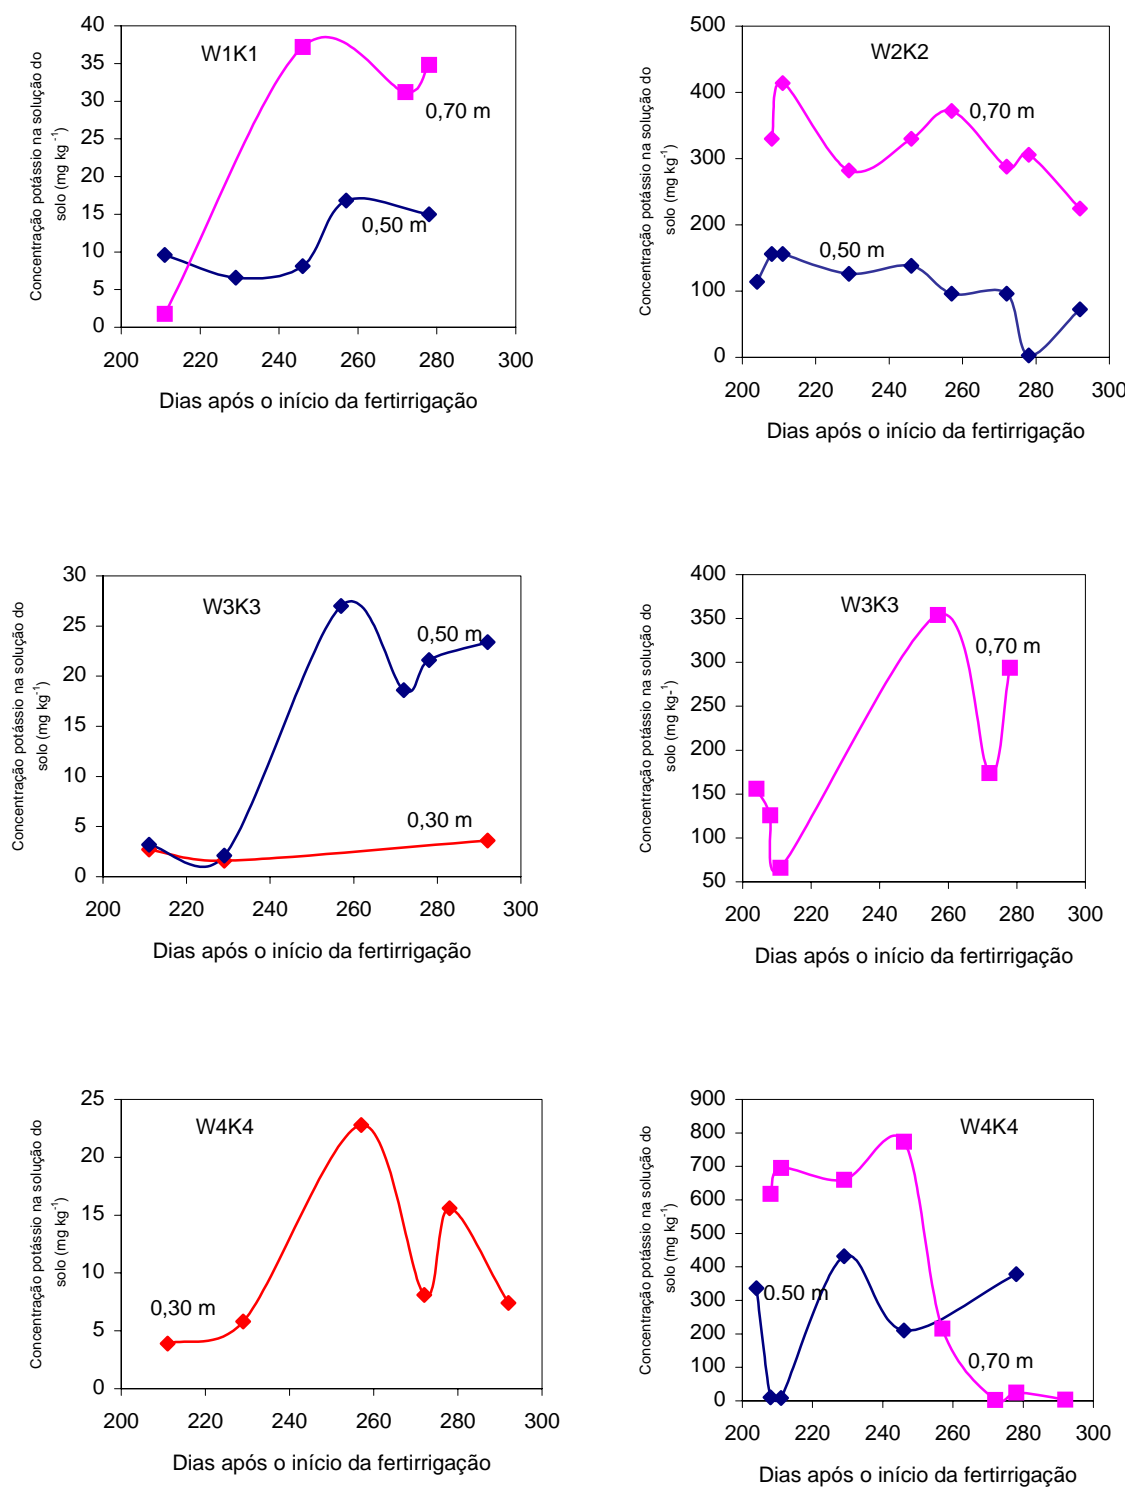 W1K1
Concentração potássio na solução do
solo (mg kg⁻¹)
40
35
30
25
20
15
10
5
0
0,70 m
0,50 m
200 220 240 260 280 300
Dias após o início da fertirrigação
W2K2
Concentração potássio na solução do
solo (mg kg⁻¹)
500
400
300
200
100
0
0,70 m
0,50 m
200 220 240 260 280 300
Dias após o início da fertirrigação
W3K3
Concentração potássio na solução do
solo (mg kg⁻¹)
30
25
20
15
10
5
0
0,50 m
0,30 m
200 220 240 260 280 300
Dias após o início da fertirrigação
W3K3
Concentração potássio na solução do
solo (mg kg-¹)
400
350
300
250
200
150
100
50
0,70 m
200 220 240 260 280 300
Dias após o início da fertirrigação
W4K4
Concentração potássio na solução do
solo (mg kg⁻¹)
25
20
15
10
5
0
0,30 m
200 220 240 260 280 300
Dias após o início da fertirrigação
W4K4
Concentração potássio na solução do
solo (mg kg⁻¹)
900
800
700
600
500
400
300
200
100
0
0.50 m
0,70 m
200 220 240 260 280 300
Dias após o início da fertirrigação